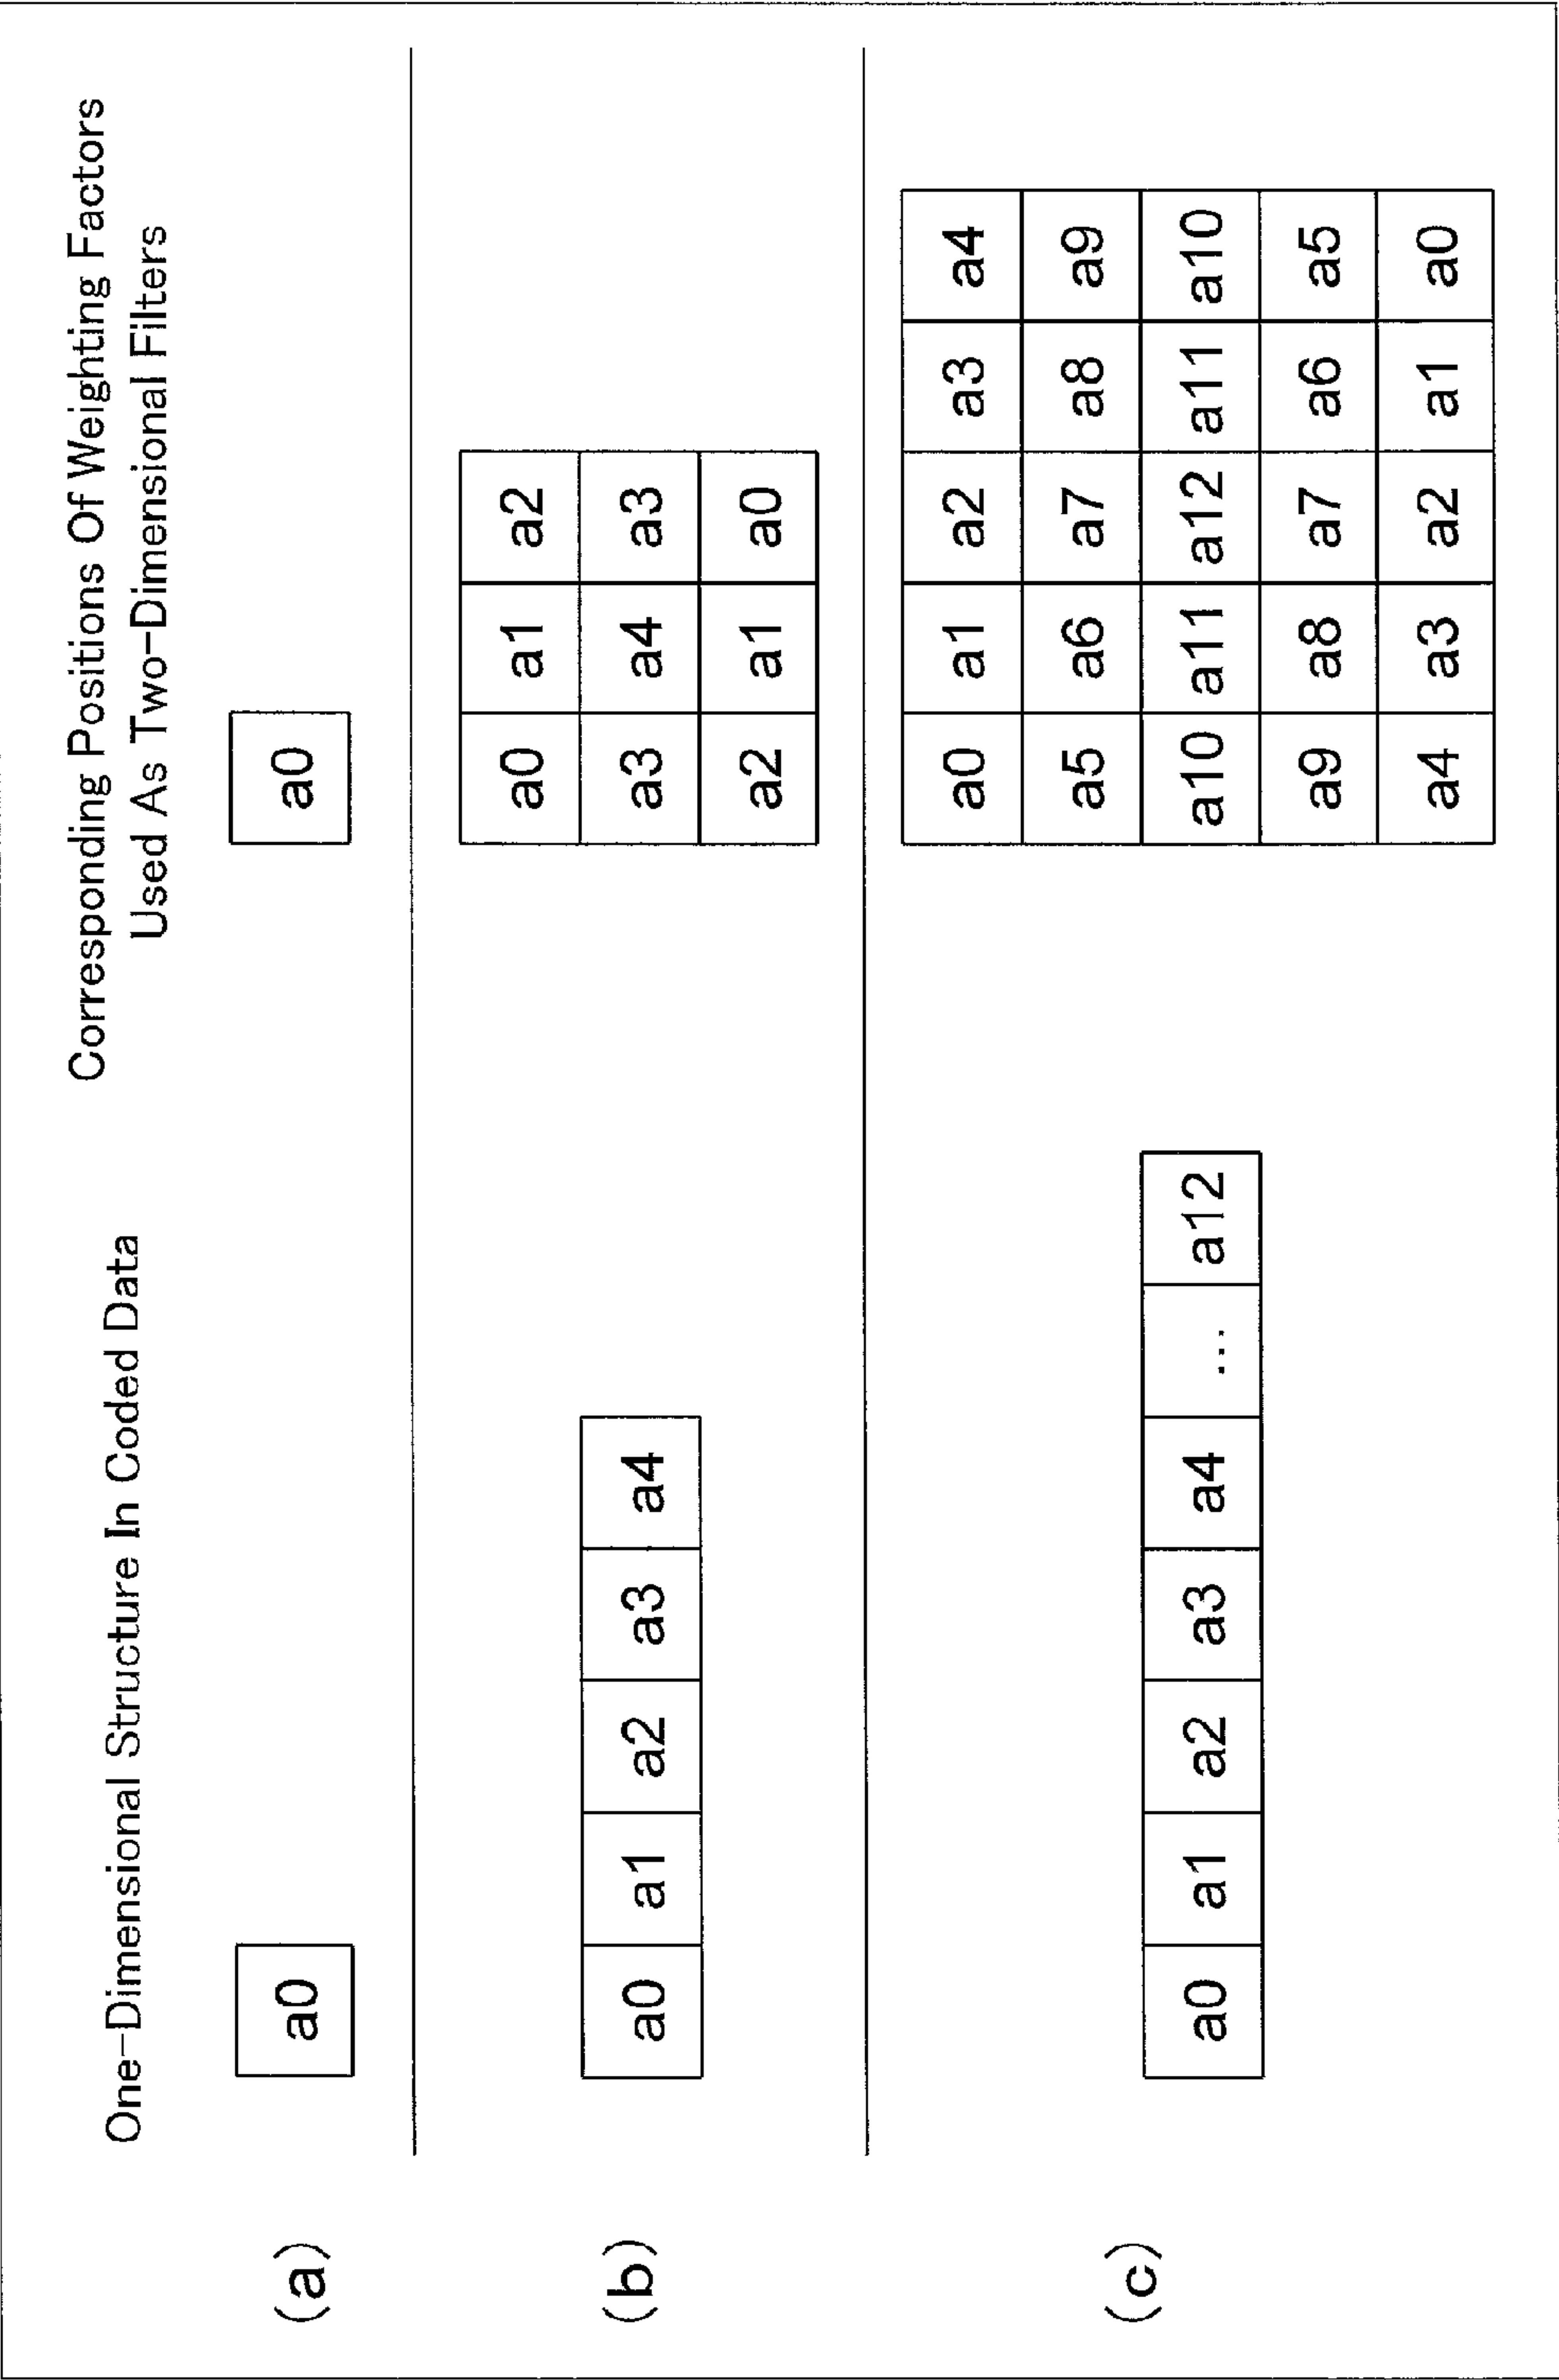 One-Dimensional Structure In Coded Data
Corresponding Positions Of Weighting Factors
Used As Two-Dimensional Filters
(a)
a0
a0
(b)
a0 a1 a2 a3 a4
a0 a1 a2
a3 a4 a3
a2 a1 a0
(c)
a0 a1 a2 a3 a4 ... a12
a0 a1 a2 a3 a4
a5 a6 a7 a8 a9
a10 a11 a12 a11 a10
a9 a8 a7 a6 a5
a4 a3 a2 a1 a0